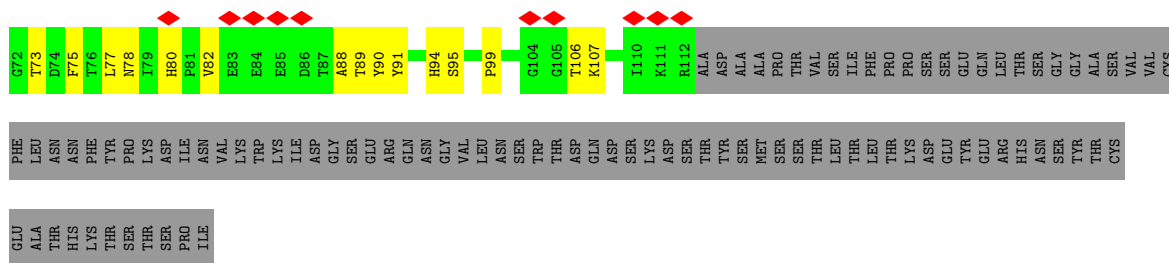 G72 T73 D74 F75 T76 L77 N78 I79 H80 P81 V82 E83 E84 E85 D86 T87 A88 T89 Y90 Y91 H94 S95 P99 G104 G105 T106 K107 I110 K111 R112 ALA ASP ALA ALA PRO THR VAL SER ILE PHE PRO PRO SER SER GLU GLN LEU THR SER GLY GLY ALA SER VAL VAL CYS
PHE LEU ASN ASN PHE TYR PRO LYS ASP ILE ASN VAL LYS TRP LYS ILE ASP GLY SER GLU ARG GLN ASN GLY VAL LEU ASN SER TRP THR ASP GLN ASP SER LYS ASP SER THR TYR SER MET SER SER THR LEU THR LEU THR LYS ASP GLU TYR GLU ARG HIS ASN SER TYR THR CYS
GLU ALA THR HIS LYS THR SER THR SER PRO ILE